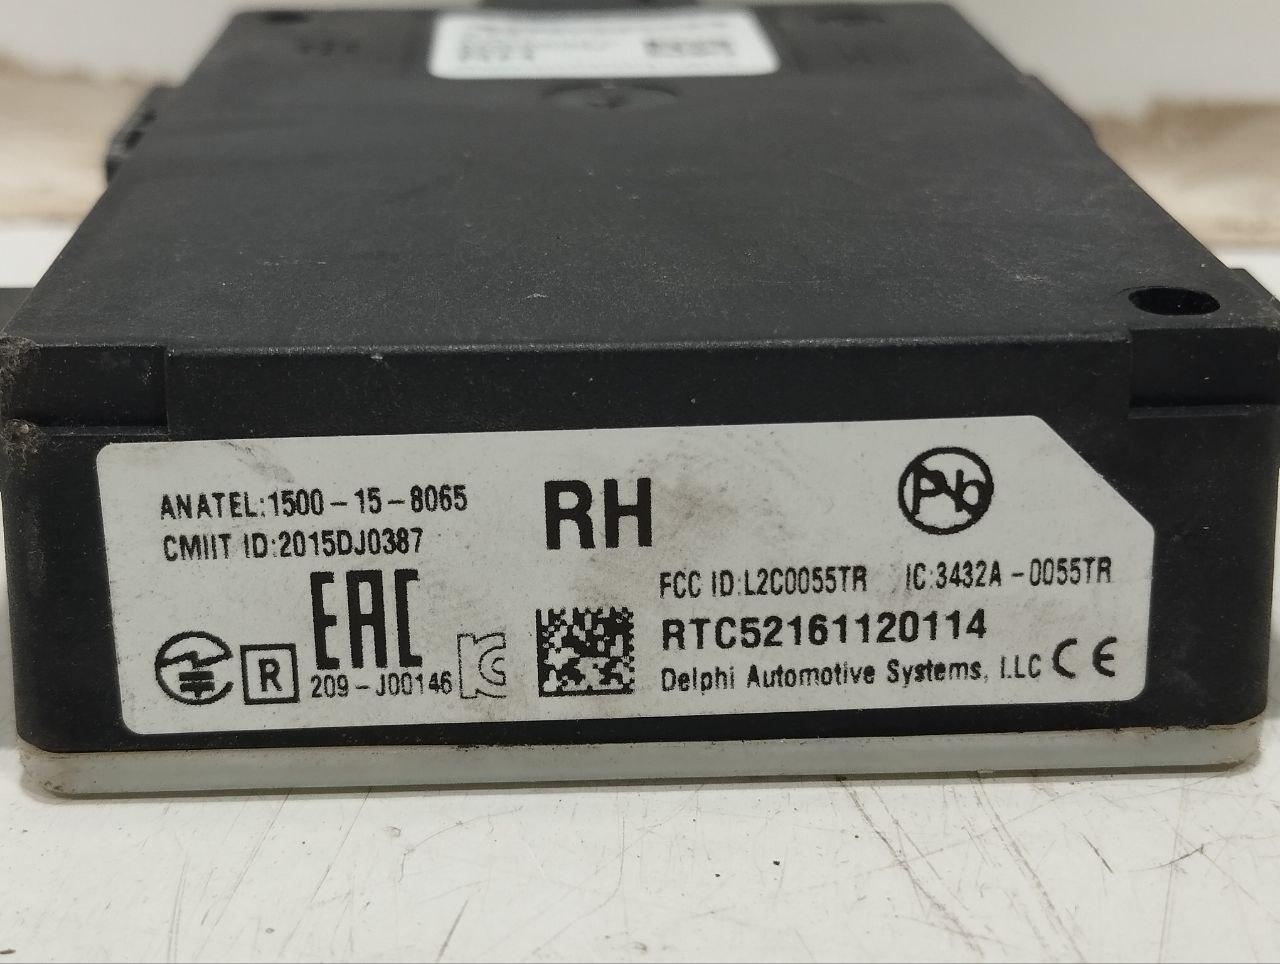 ANATEL:1500-15-8065
CMIIT ID:2015DJ0387
RH
Pb
FCC ID:L2C0055TR IC:3432A-0055TR
EAC
RTC52161120114
R
209-J00146
Delphi Automotive Systems, LLC CE